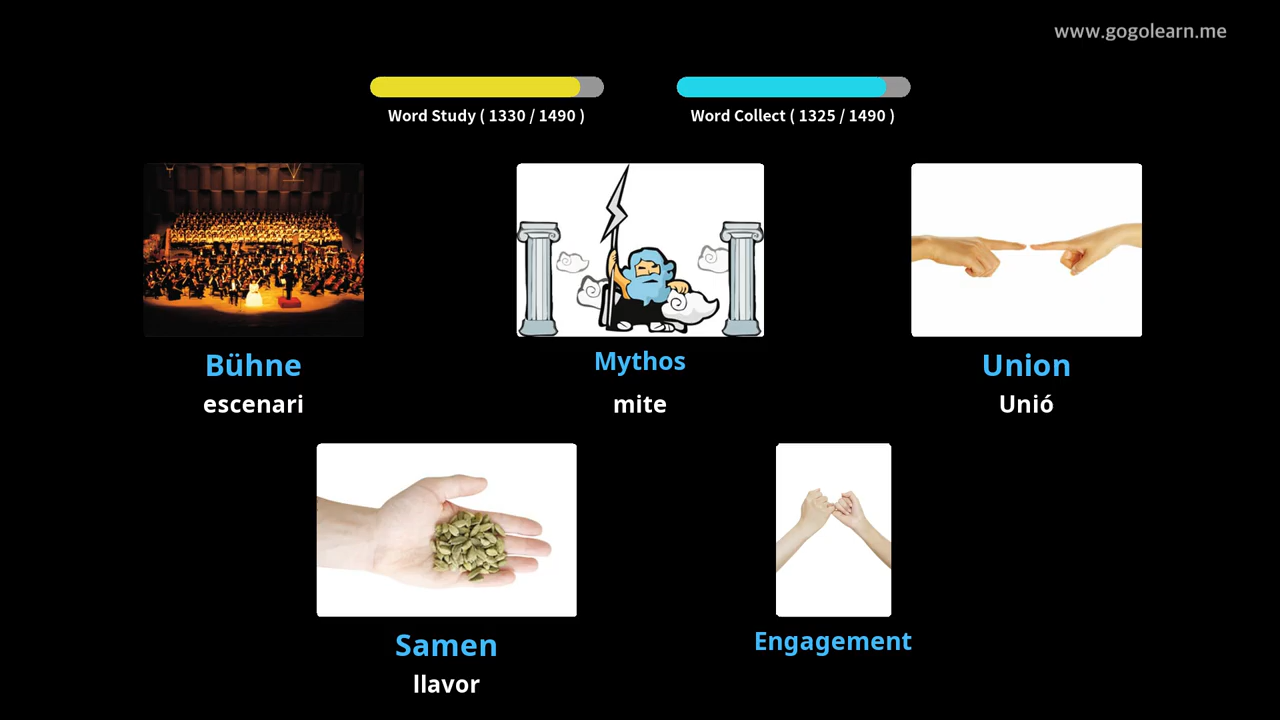 www.gogolearn.me
Word Study ( 1330 / 1490 )
Word Collect ( 1325 / 1490 )
Bühne
escenari
Mythos
mite
Union
Unió
Samen
llavor
Engagement